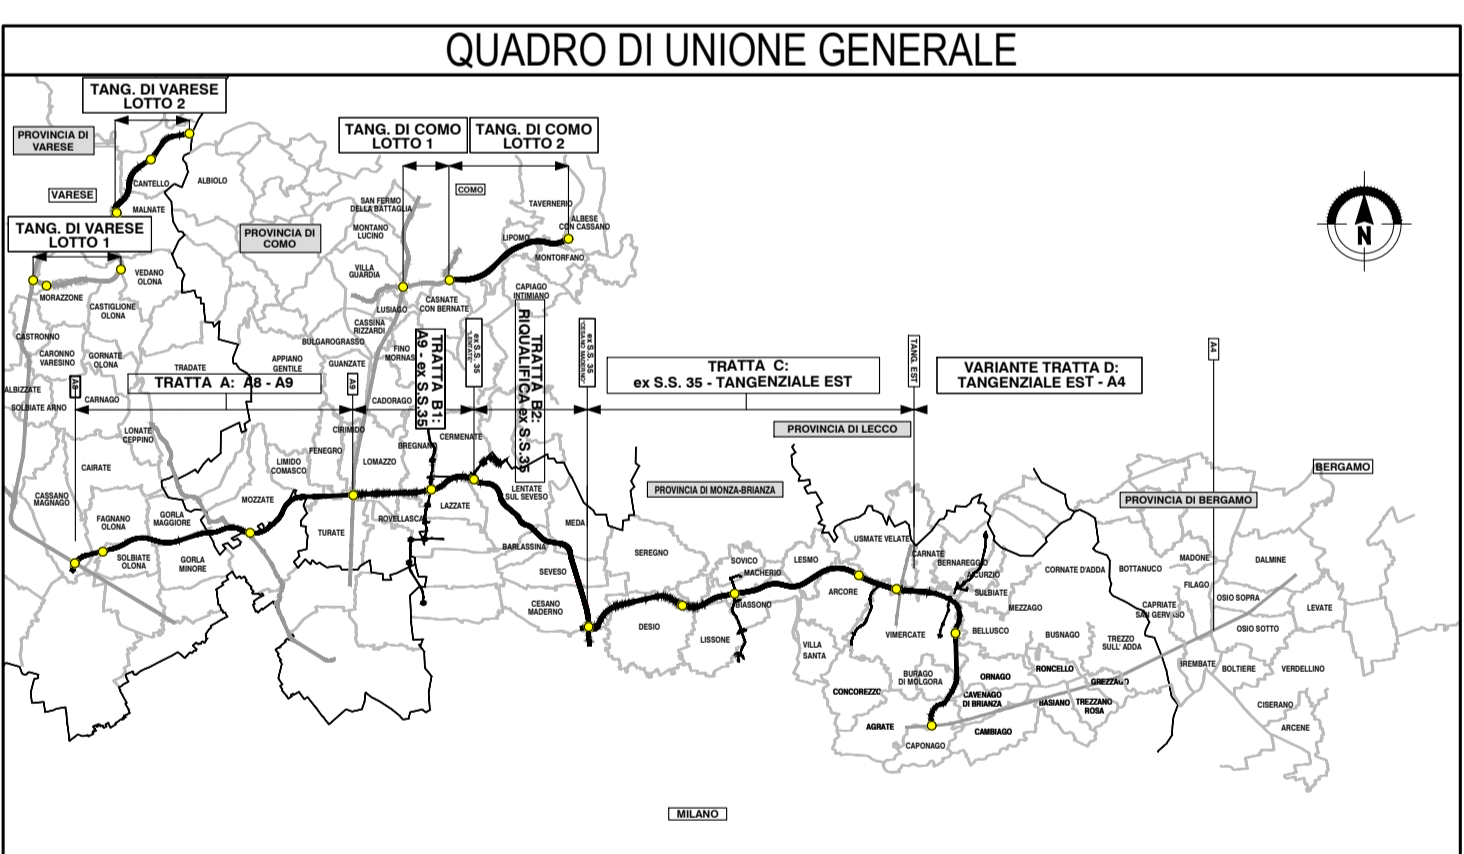 QUADRO DI UNIONE GENERALE
TANG. DI VARESE
LOTTO 2
PROVINCIA DI
VARESE
VARESE
CANTELLO
ALBIOLO
MALNATE
TANG. DI VARESE
LOTTO 1
VEDANO
OLONA
MORAZZONE
CASTIGLIONE
OLONA
PROVINCIA DI
COMO
TANG. DI COMO
LOTTO 1
TANG. DI COMO
LOTTO 2
COMO
SAN FERMO
DELLA BATTAGLIA
MONTANO
LUCINO
VILLA
GUARDIA
TAVERNERIO
ALBESE
CON CASSANO
LIPOMO
MONTORFANO
CAPIAGO
INTIMIANO
CASNATE
CON BERNATE
LUSIAGO
CASSINA
RIZZARDI
BULGAROGRASSO
FINO
MORNAS
GUANZATE
APPIANO
GENTILE
CASTRONNO
CARONNO
VARESINO
GORNATE
OLONA
TRADATE
ALBIZZATE
SOLBIATE ARNO
CARNAGO
A8
TRATTA A: A8 - A9
A9
CADORAGO
TRATTA B1:
A9 - ex S.S.35
ex S.S. 35
"LENTATE"
TRATTA B2:
RIQUALIFICA ex S.S.35
ex S.S. 35
"CESANO MADERNO"
TRATTA C:
ex S.S. 35 - TANGENZIALE EST
TANG. EST
VARIANTE TRATTA D:
TANGENZIALE EST - A4
A4
PROVINCIA DI LECCO
PROVINCIA DI MONZA-BRIANZA
BERGAMO
PROVINCIA DI BERGAMO
LONATE
CEPPINO
CIRIMIDO
FENEGRO
BREGNANO
CERMENATE
CAIRATE
LIMIDO
COMASCO
LOMAZZO
CASSANO
MAGNAGO
MOZZATE
LENTATE
SUL SEVESO
LAZZATE
FAGNANO
OLONA
GORLA
MAGGIORE
ROVELLASCA
TURATE
MEDA
SOLBIATE
OLONA
GORLA
MINORE
BARLASSINA
SEVESO
CESANO
MADERNO
SEREGNO
DESIO
LISSONE
SOVICO
MACHERIO
BIASSONO
LESMO
ARCORE
USMATE VELATE
CARNATE
BERNAREGGIO
AICURZIO
SULBIATE
MEZZAGO
CORNATE D'ADDA
BOTTANUCO
MADONE
FILAGO
DALMINE
CAPRIATE
SAN GERVASO
OSIO SOPRA
LEVATE
OSIO SOTTO
VILLA
SANTA
VIMERCATE
BELLUSCO
BUSNAGO
TREZZO
SULL' ADDA
BREMBATE
BOLTIERE
VERDELLINO
CONCOREZZO
BURAGO
DI MOLGORA
ORNAGO
RONCELLO
GREZZAGO
CAVENAGO
DI BRIANZA
BASIANO
TREZZANO
ROSA
CISERANO
ARCENE
AGRATE
CAPONAGO
CAMBIAGO
MILANO
N